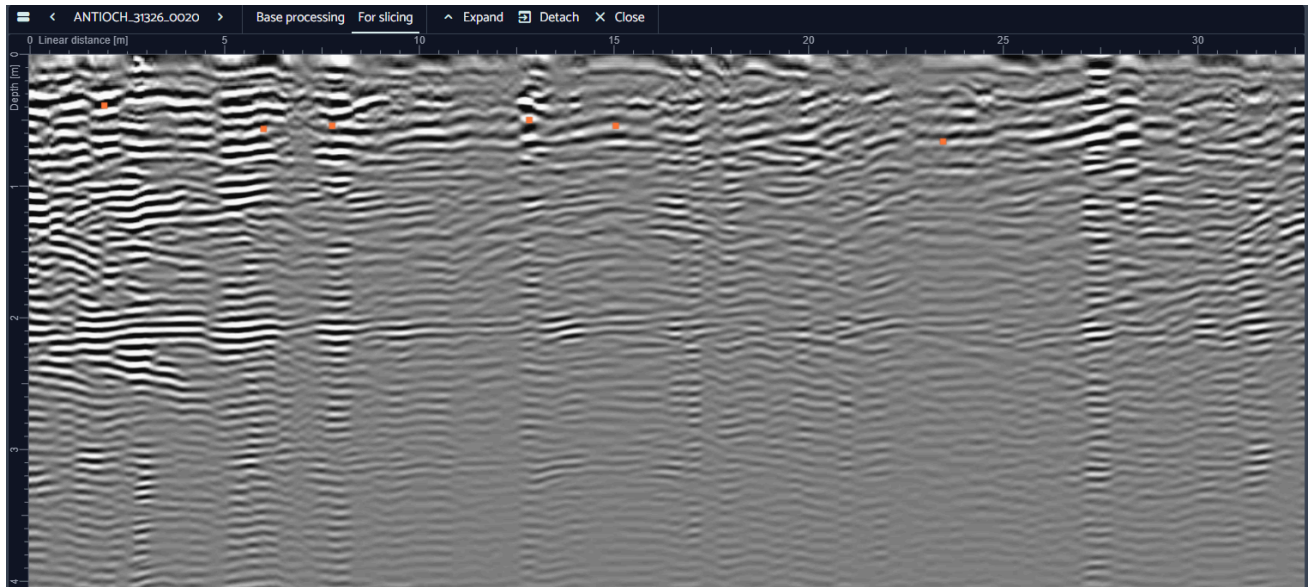 ANTIOCH_31326_0020 Base processing For slicing Expand Detach Close
0 Linear distance [m] 5 10 15 20 25 30
0
Depth [m]
1
2
3
4